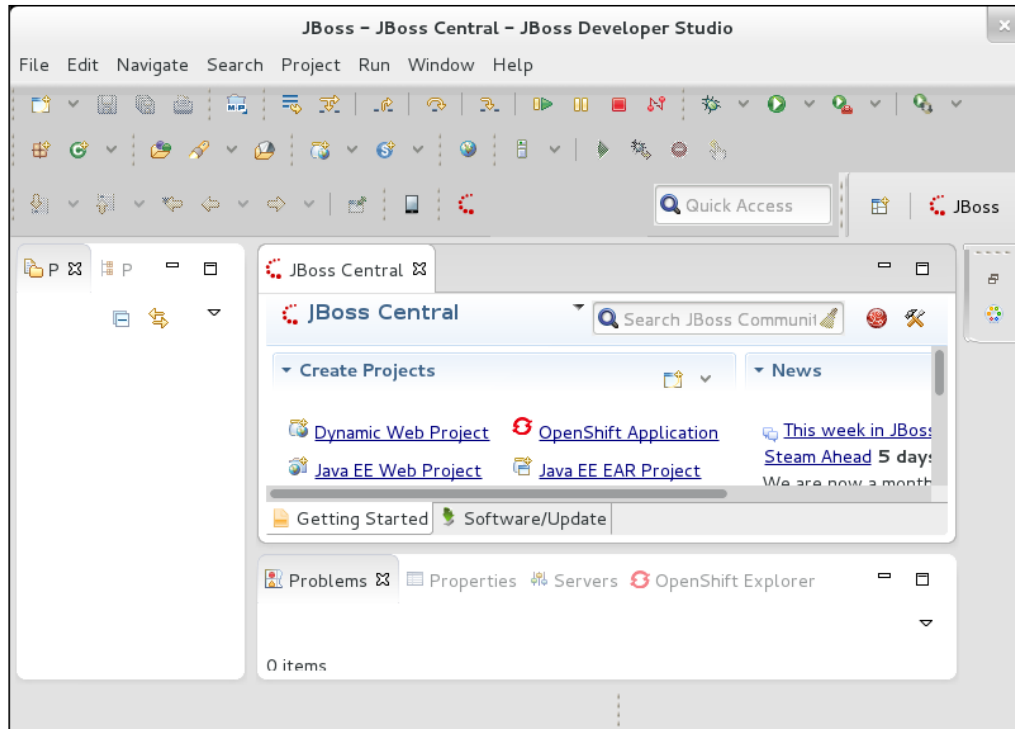 JBoss – JBoss Central – JBoss Developer Studio
File Edit Navigate Search Project Run Window Help
Quick Access
JBoss
P P
JBoss Central
JBoss Central
Search JBoss Communit
Create Projects
News
Dynamic Web Project OpenShift Application
This week in JBoss
Java EE Web Project Java EE EAR Project
Steam Ahead 5 days
We are now a month
Getting Started Software/Update
Problems Properties Servers OpenShift Explorer
0 items